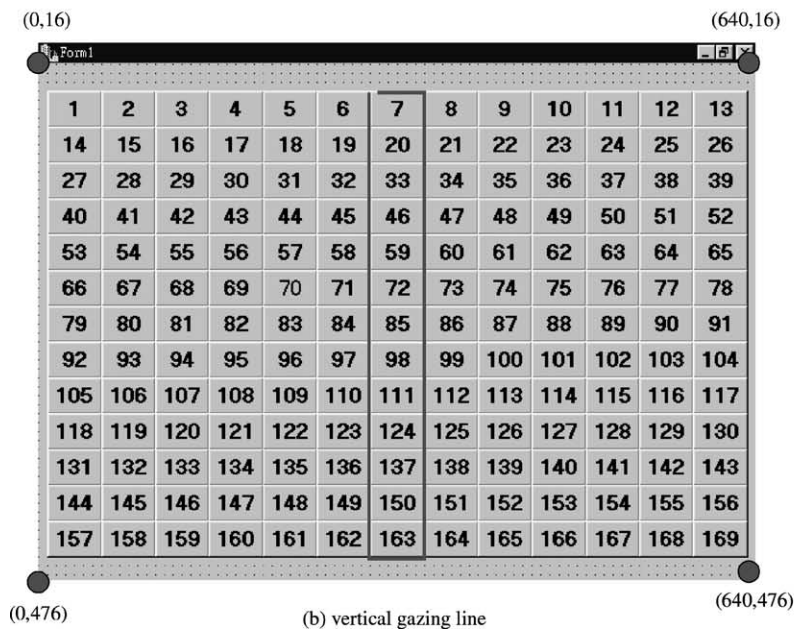 (0,16) (640,16)
Form1
1 2 3 4 5 6 7 8 9 10 11 12 13
14 15 16 17 18 19 20 21 22 23 24 25 26
27 28 29 30 31 32 33 34 35 36 37 38 39
40 41 42 43 44 45 46 47 48 49 50 51 52
53 54 55 56 57 58 59 60 61 62 63 64 65
66 67 68 69 70 71 72 73 74 75 76 77 78
79 80 81 82 83 84 85 86 87 88 89 90 91
92 93 94 95 96 97 98 99 100 101 102 103 104
105 106 107 108 109 110 111 112 113 114 115 116 117
118 119 120 121 122 123 124 125 126 127 128 129 130
131 132 133 134 135 136 137 138 139 140 141 142 143
144 145 146 147 148 149 150 151 152 153 154 155 156
157 158 159 160 161 162 163 164 165 166 167 168 169
(0,476) (640,476)
(b) vertical gazing line